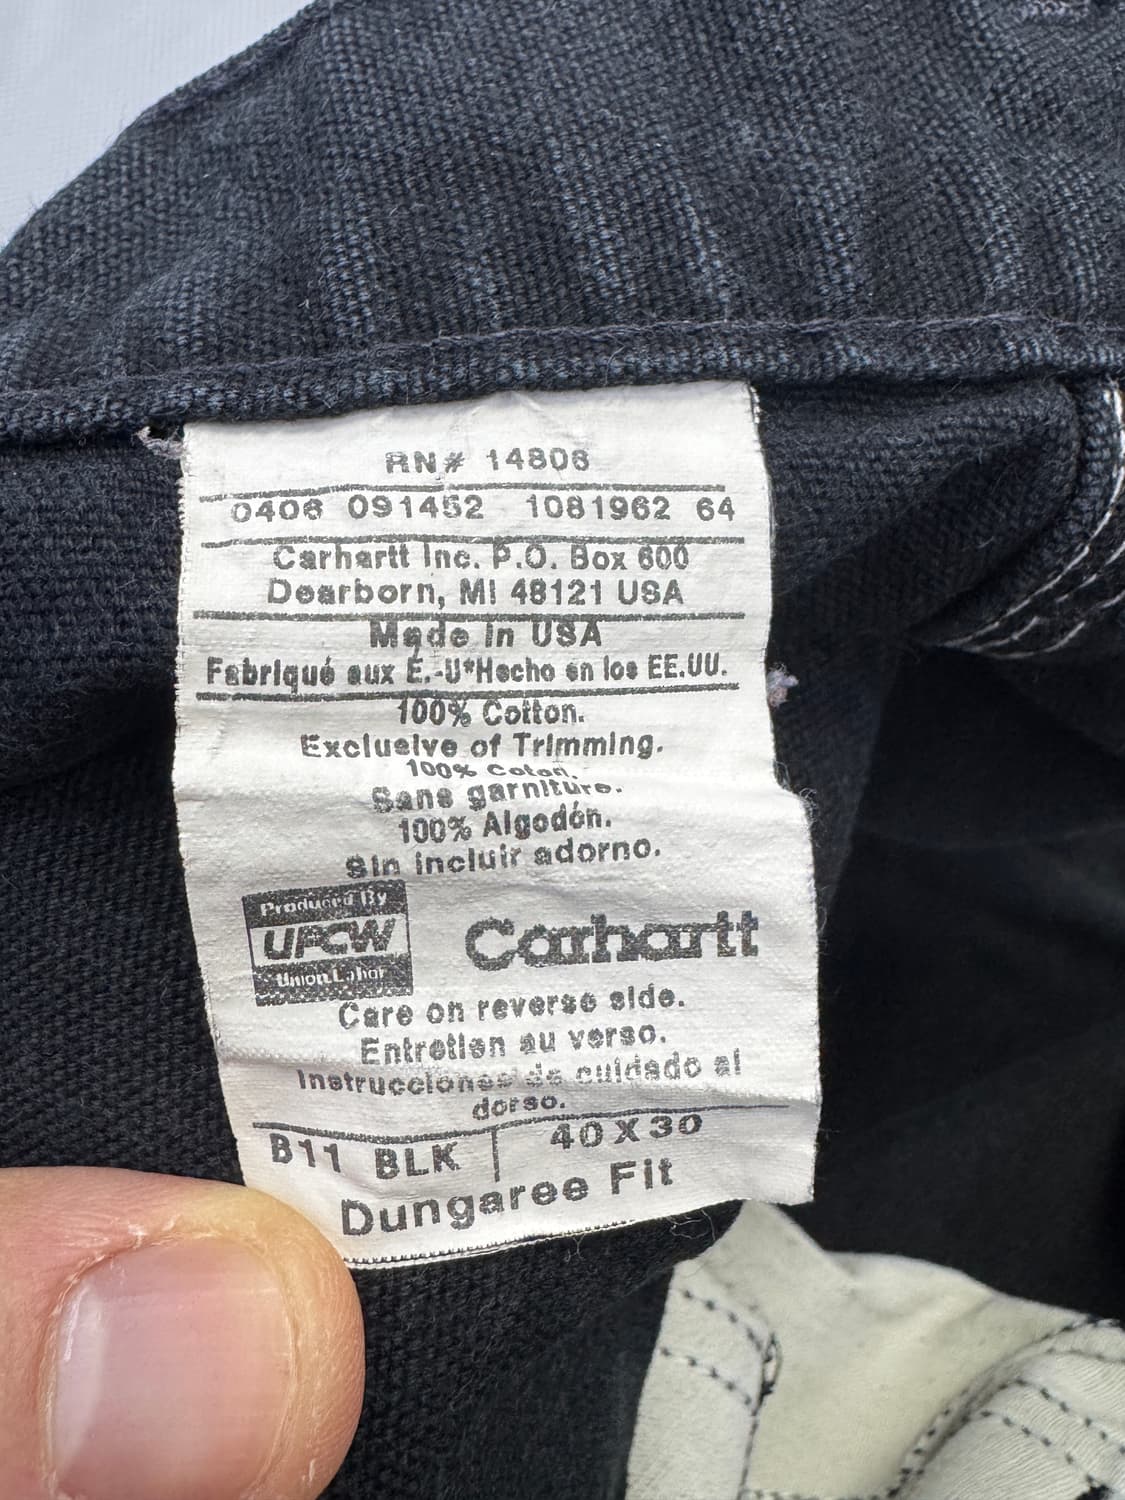 RN# 14806
0406 091452 1081962 64
Carhartt Inc. P.O. Box 600
Dearborn, MI 48121 USA
Made in USA
Fabriqué aux E.-U*Hecho en los EE.UU.
100% Cotton.
Exclusive of Trimming.
100% Coton.
Sans garniture.
100% Algodón.
Sin incluir adorno.
Produced By
UFCW
Union Labor
Carhartt
Care on reverse side.
Entretien au verso.
Instrucciones de cuidado al
dorso.
B11 BLK 40X30
Dungaree Fit